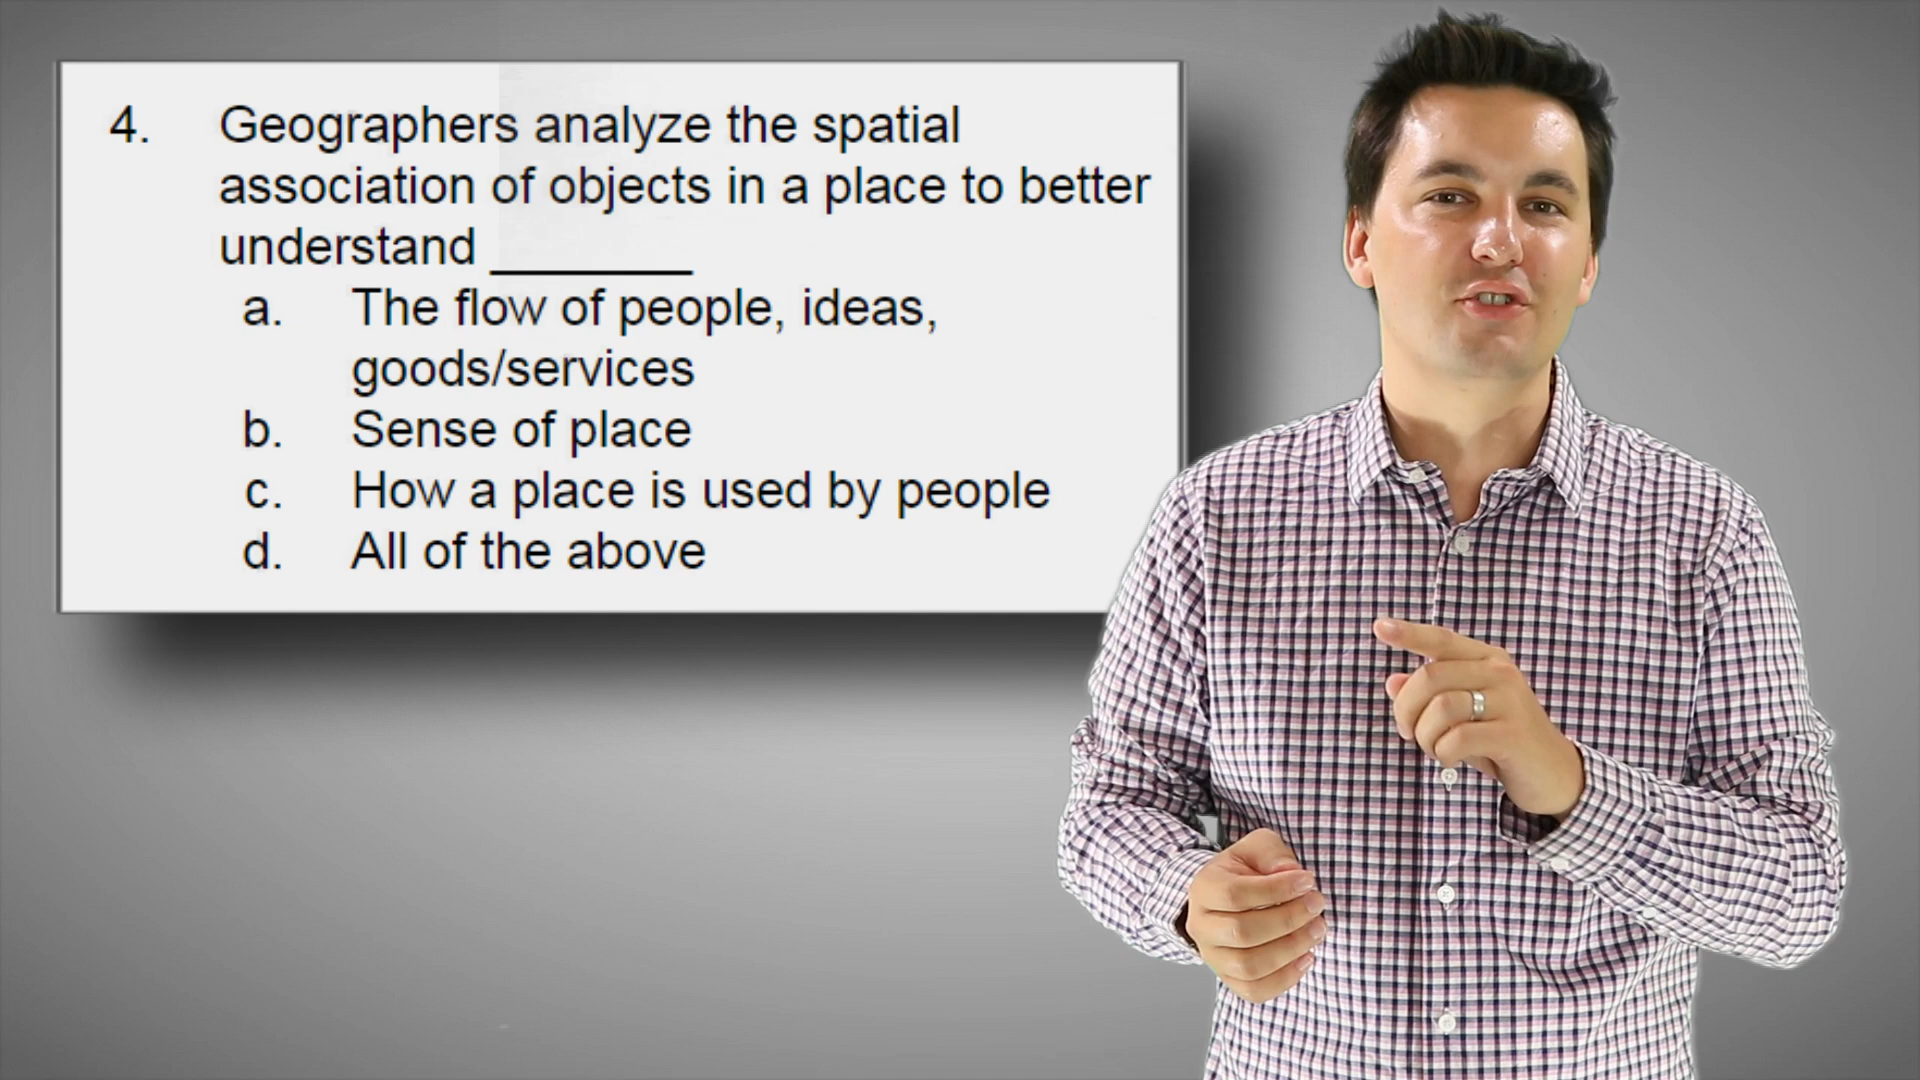 4. Geographers analyze the spatial
association of objects in a place to better
understand ________
a. The flow of people, ideas,
goods/services
b. Sense of place
c. How a place is used by people
d. All of the above